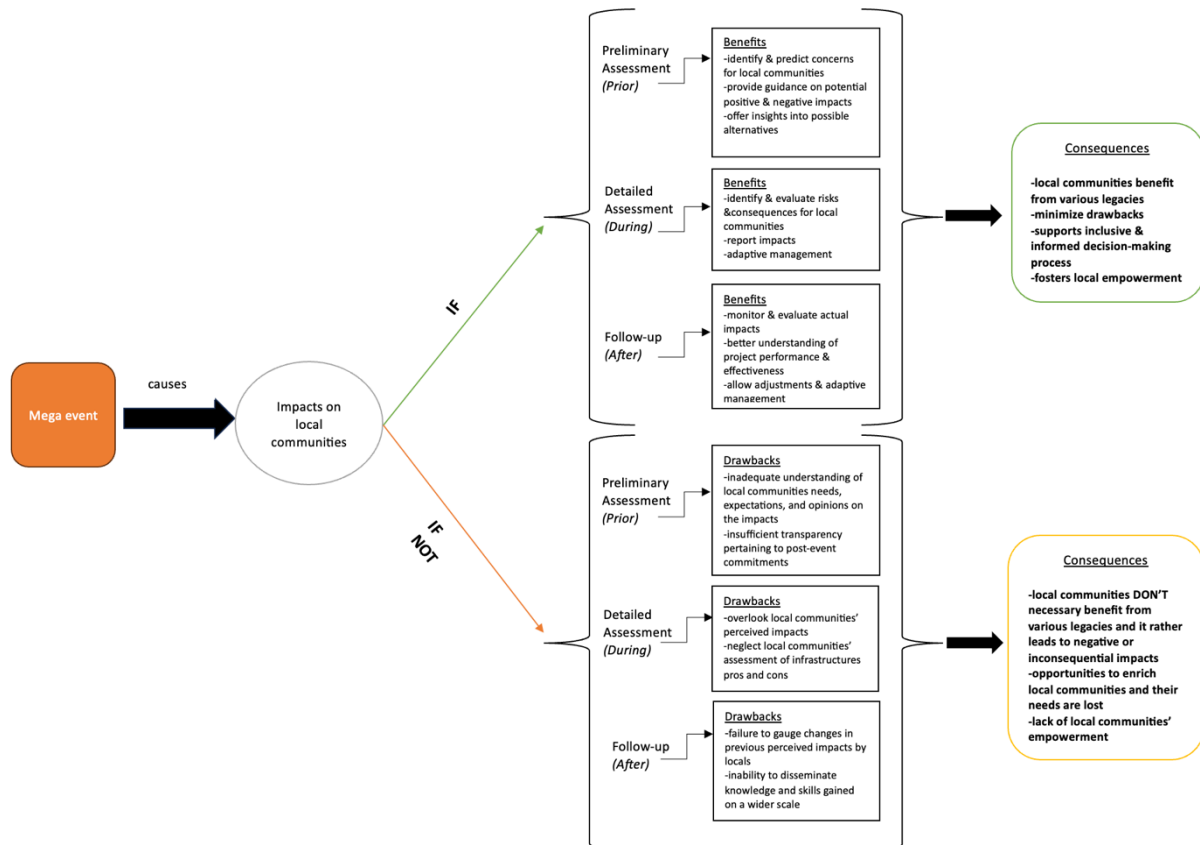 Mega event
causes
Impacts on
local
communities
IF
IF
NOT
Preliminary
Assessment
(Prior)
Benefits
-identify & predict concerns
for local communities
-provide guidance on potential
positive & negative impacts
-offer insights into possible
alternatives
Detailed
Assessment
(During)
Benefits
-identify & evaluate risks
&consequences for local
communities
-report impacts
-adaptive management
Follow-up
(After)
Benefits
-monitor & evaluate actual
impacts
-better understanding of
project performance &
effectiveness
-allow adjustments & adaptive
management
Consequences
-local communities benefit
from various legacies
-minimize drawbacks
-supports inclusive &
informed decision-making
process
-fosters local empowerment
Preliminary
Assessment
(Prior)
Drawbacks
-inadequate understanding of
local communities needs,
expectations, and opinions on
the impacts
-insufficient transparency
pertaining to post-event
commitments
Detailed
Assessment
(During)
Drawbacks
-overlook local communities'
perceived impacts
-neglect local communities'
assessment of infrastructures
pros and cons
Follow-up
(After)
Drawbacks
-failure to gauge changes in
previous perceived impacts by
locals
-inability to disseminate
knowledge and skills gained
on a wider scale
Consequences
-local communities DON'T
necessary benefit from
various legacies and it rather
leads to negative or
inconsequential impacts
-opportunities to enrich
local communities and their
needs are lost
-lack of local communities'
empowerment